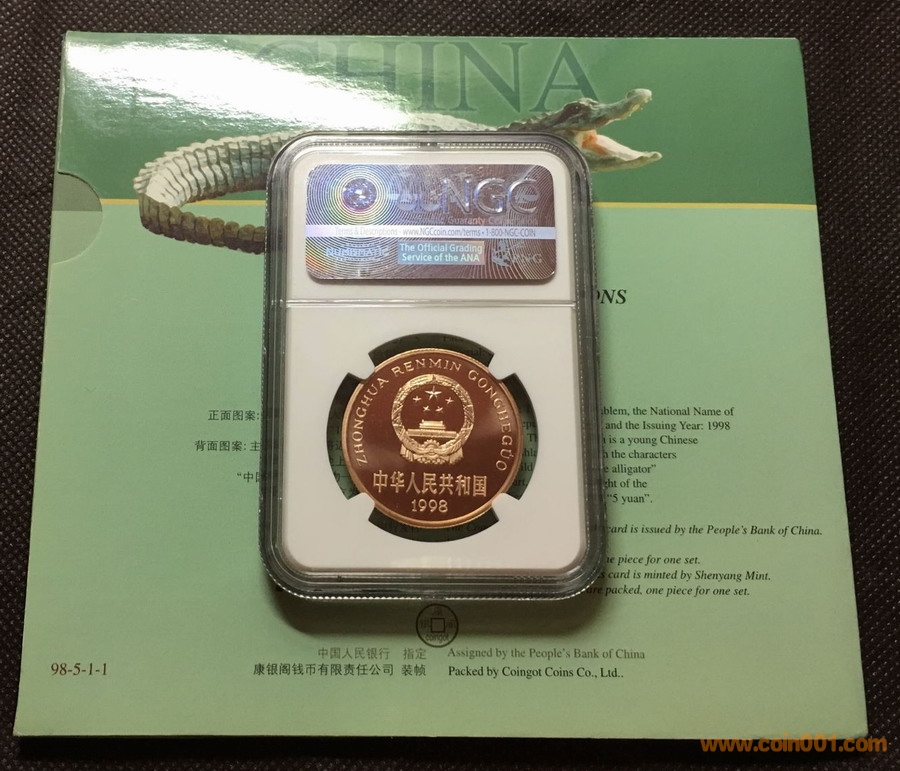 CHINA
NGC
Guaranty Corporation
Terms & Descriptions - www.NGCcoin.com/terms • 1-800-NGC-COIN
The Official Grading
Service of the ANA
PNG
ONS
ZHONGHUA RENMIN GONGHEGUO
中华人民共和国
1998
正面图案:
背面图案: 主
“中国
上
blem, the National Name of
and the Issuing Year: 1998
is a young Chinese
the characters
alligator”
ght of the
“5 yuan”.
card is issued by the People's Bank of China.
piece for one set.
card is minted by Shenyang Mint.
re packed, one piece for one set.
coingot
中国人民银行 指定 Assigned by the People's Bank of China
98-5-1-1
康银阁钱币有限责任公司 装帧 Packed by Coingot Coins Co., Ltd..
www.coin001.com